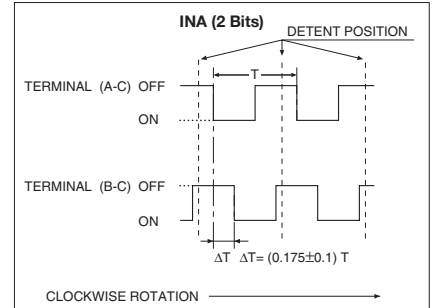 INA (2 Bits)
DETENT POSITION
T
TERMINAL (A-C) OFF
ON
TERMINAL (B-C) OFF
ON
ΔT ΔT= (0.175±0.1) T
CLOCKWISE ROTATION